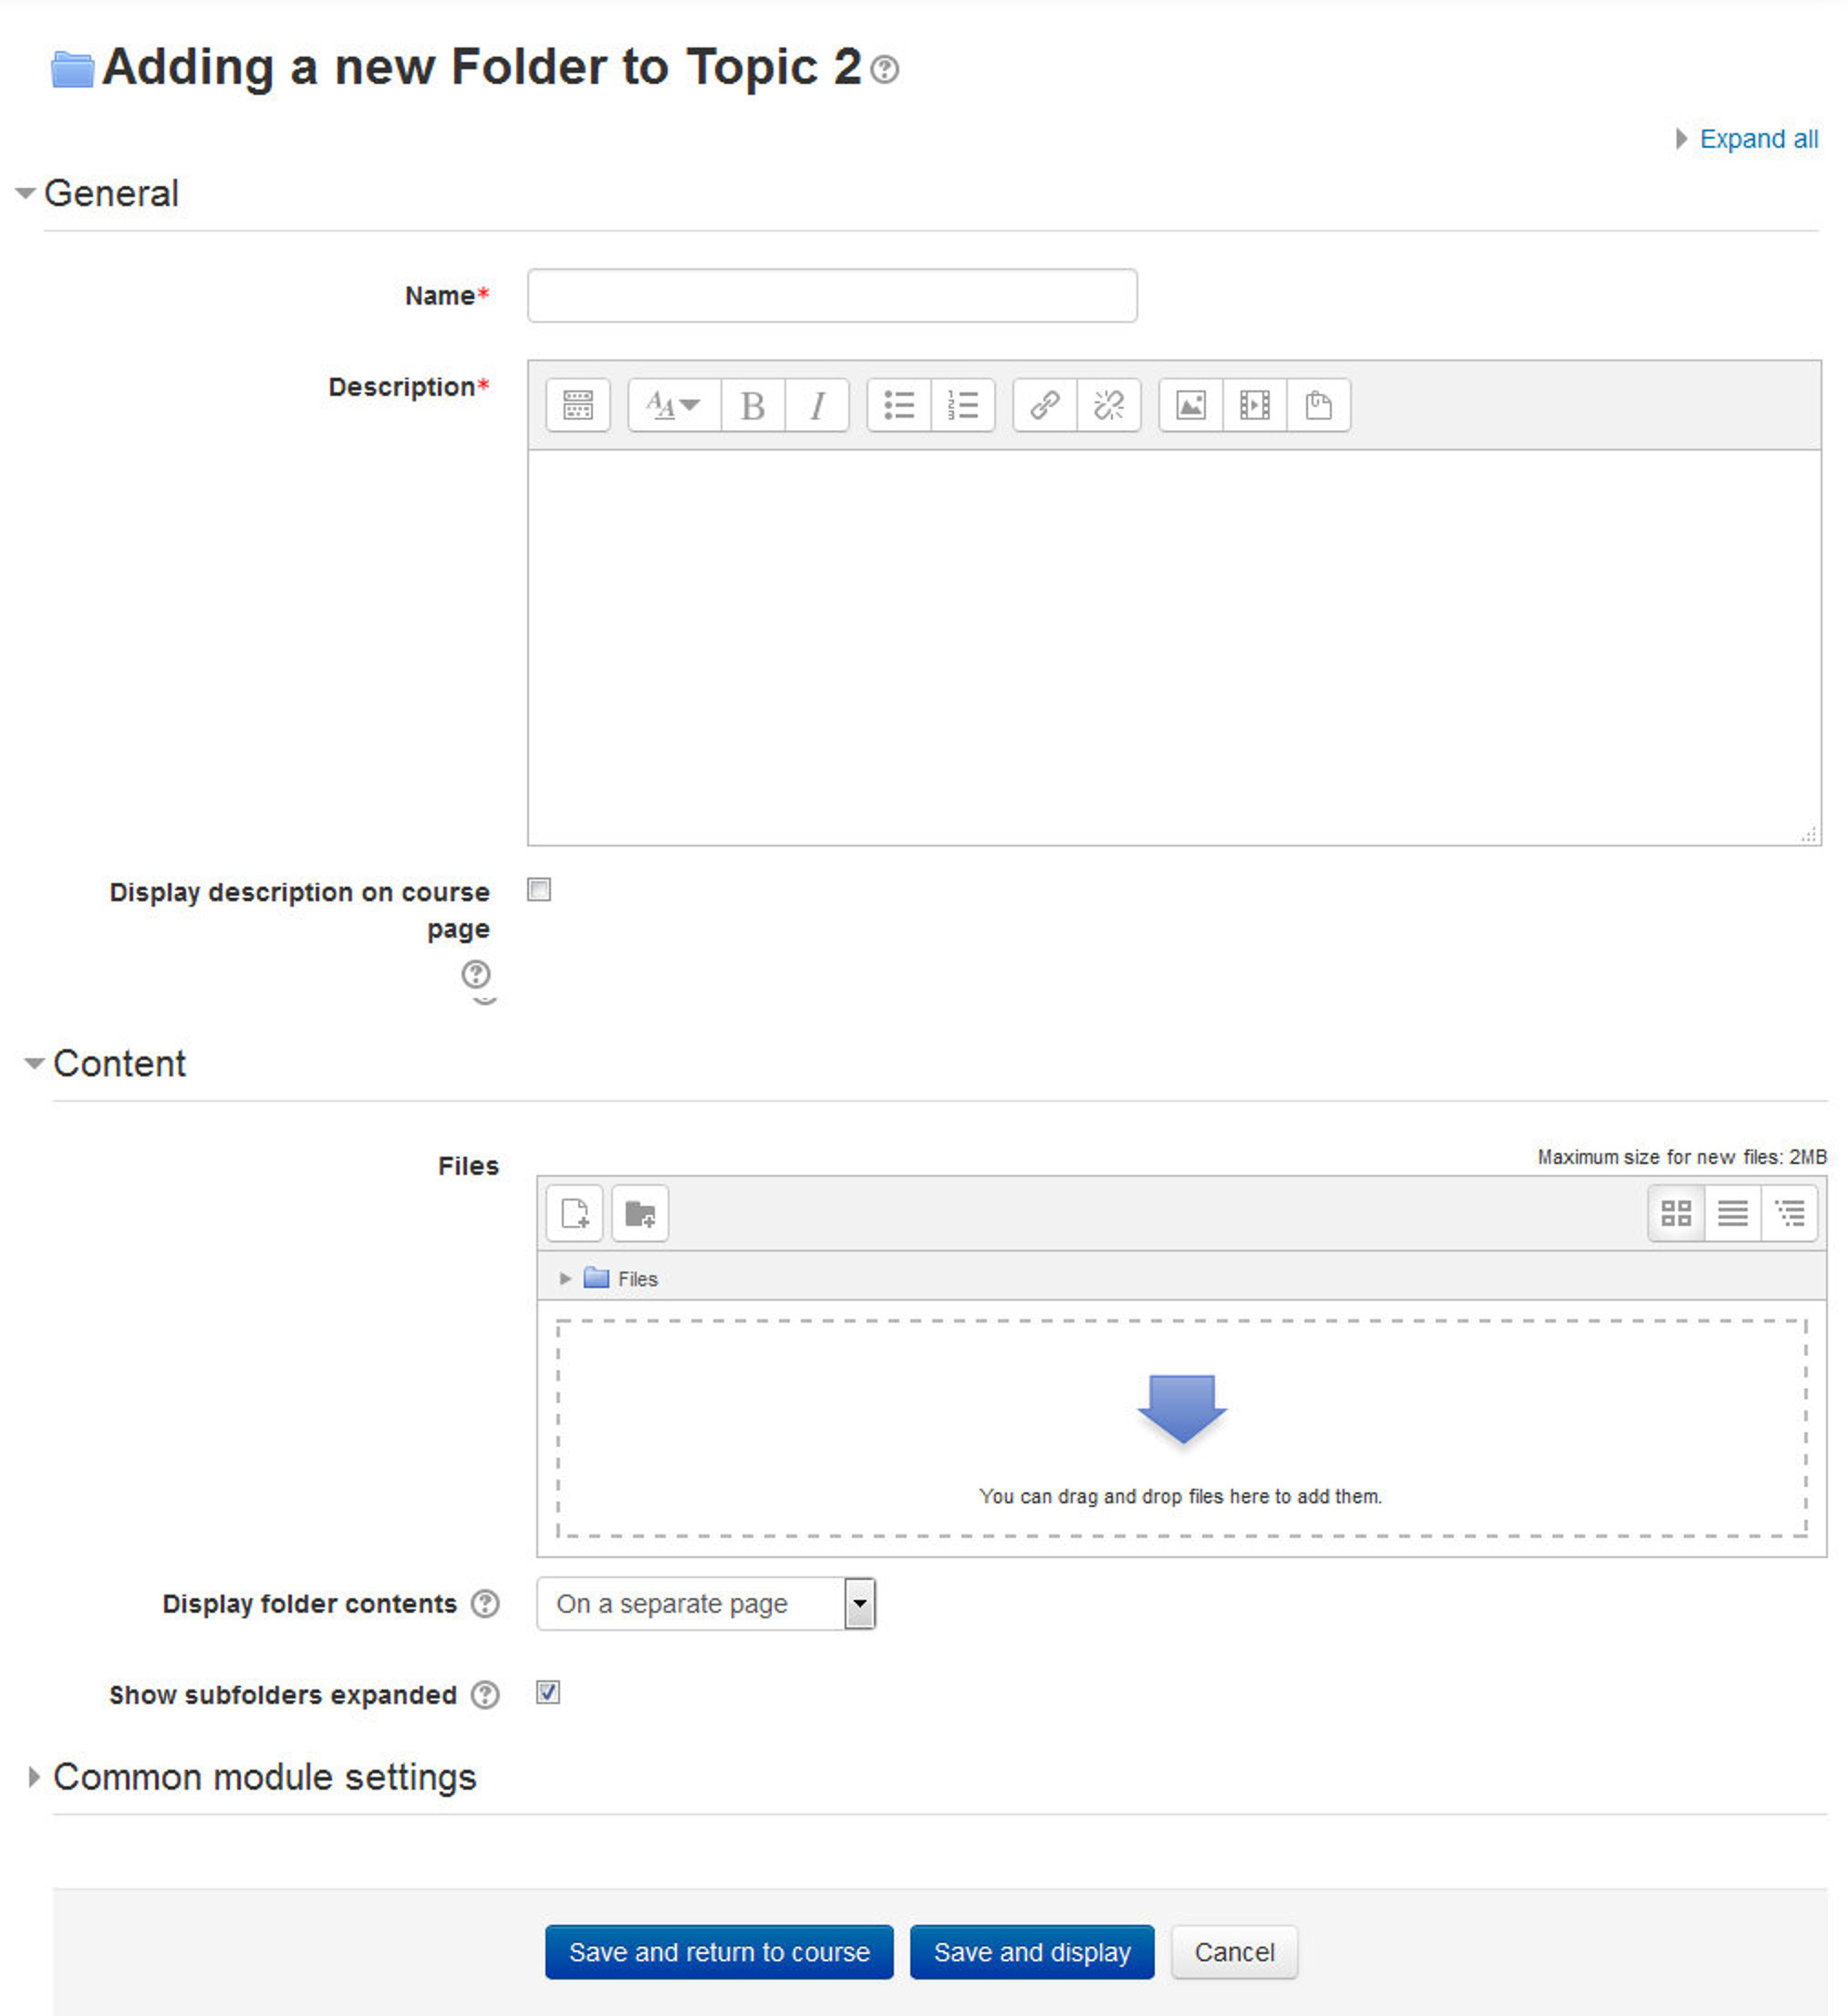 Adding a new Folder to Topic 2
Expand all
General
Name*
Description*
Display description on course
page
Content
Files
Maximum size for new files: 2MB
Files
You can drag and drop files here to add them.
Display folder contents
On a separate page
Show subfolders expanded
Common module settings
Save and return to course
Save and display
Cancel